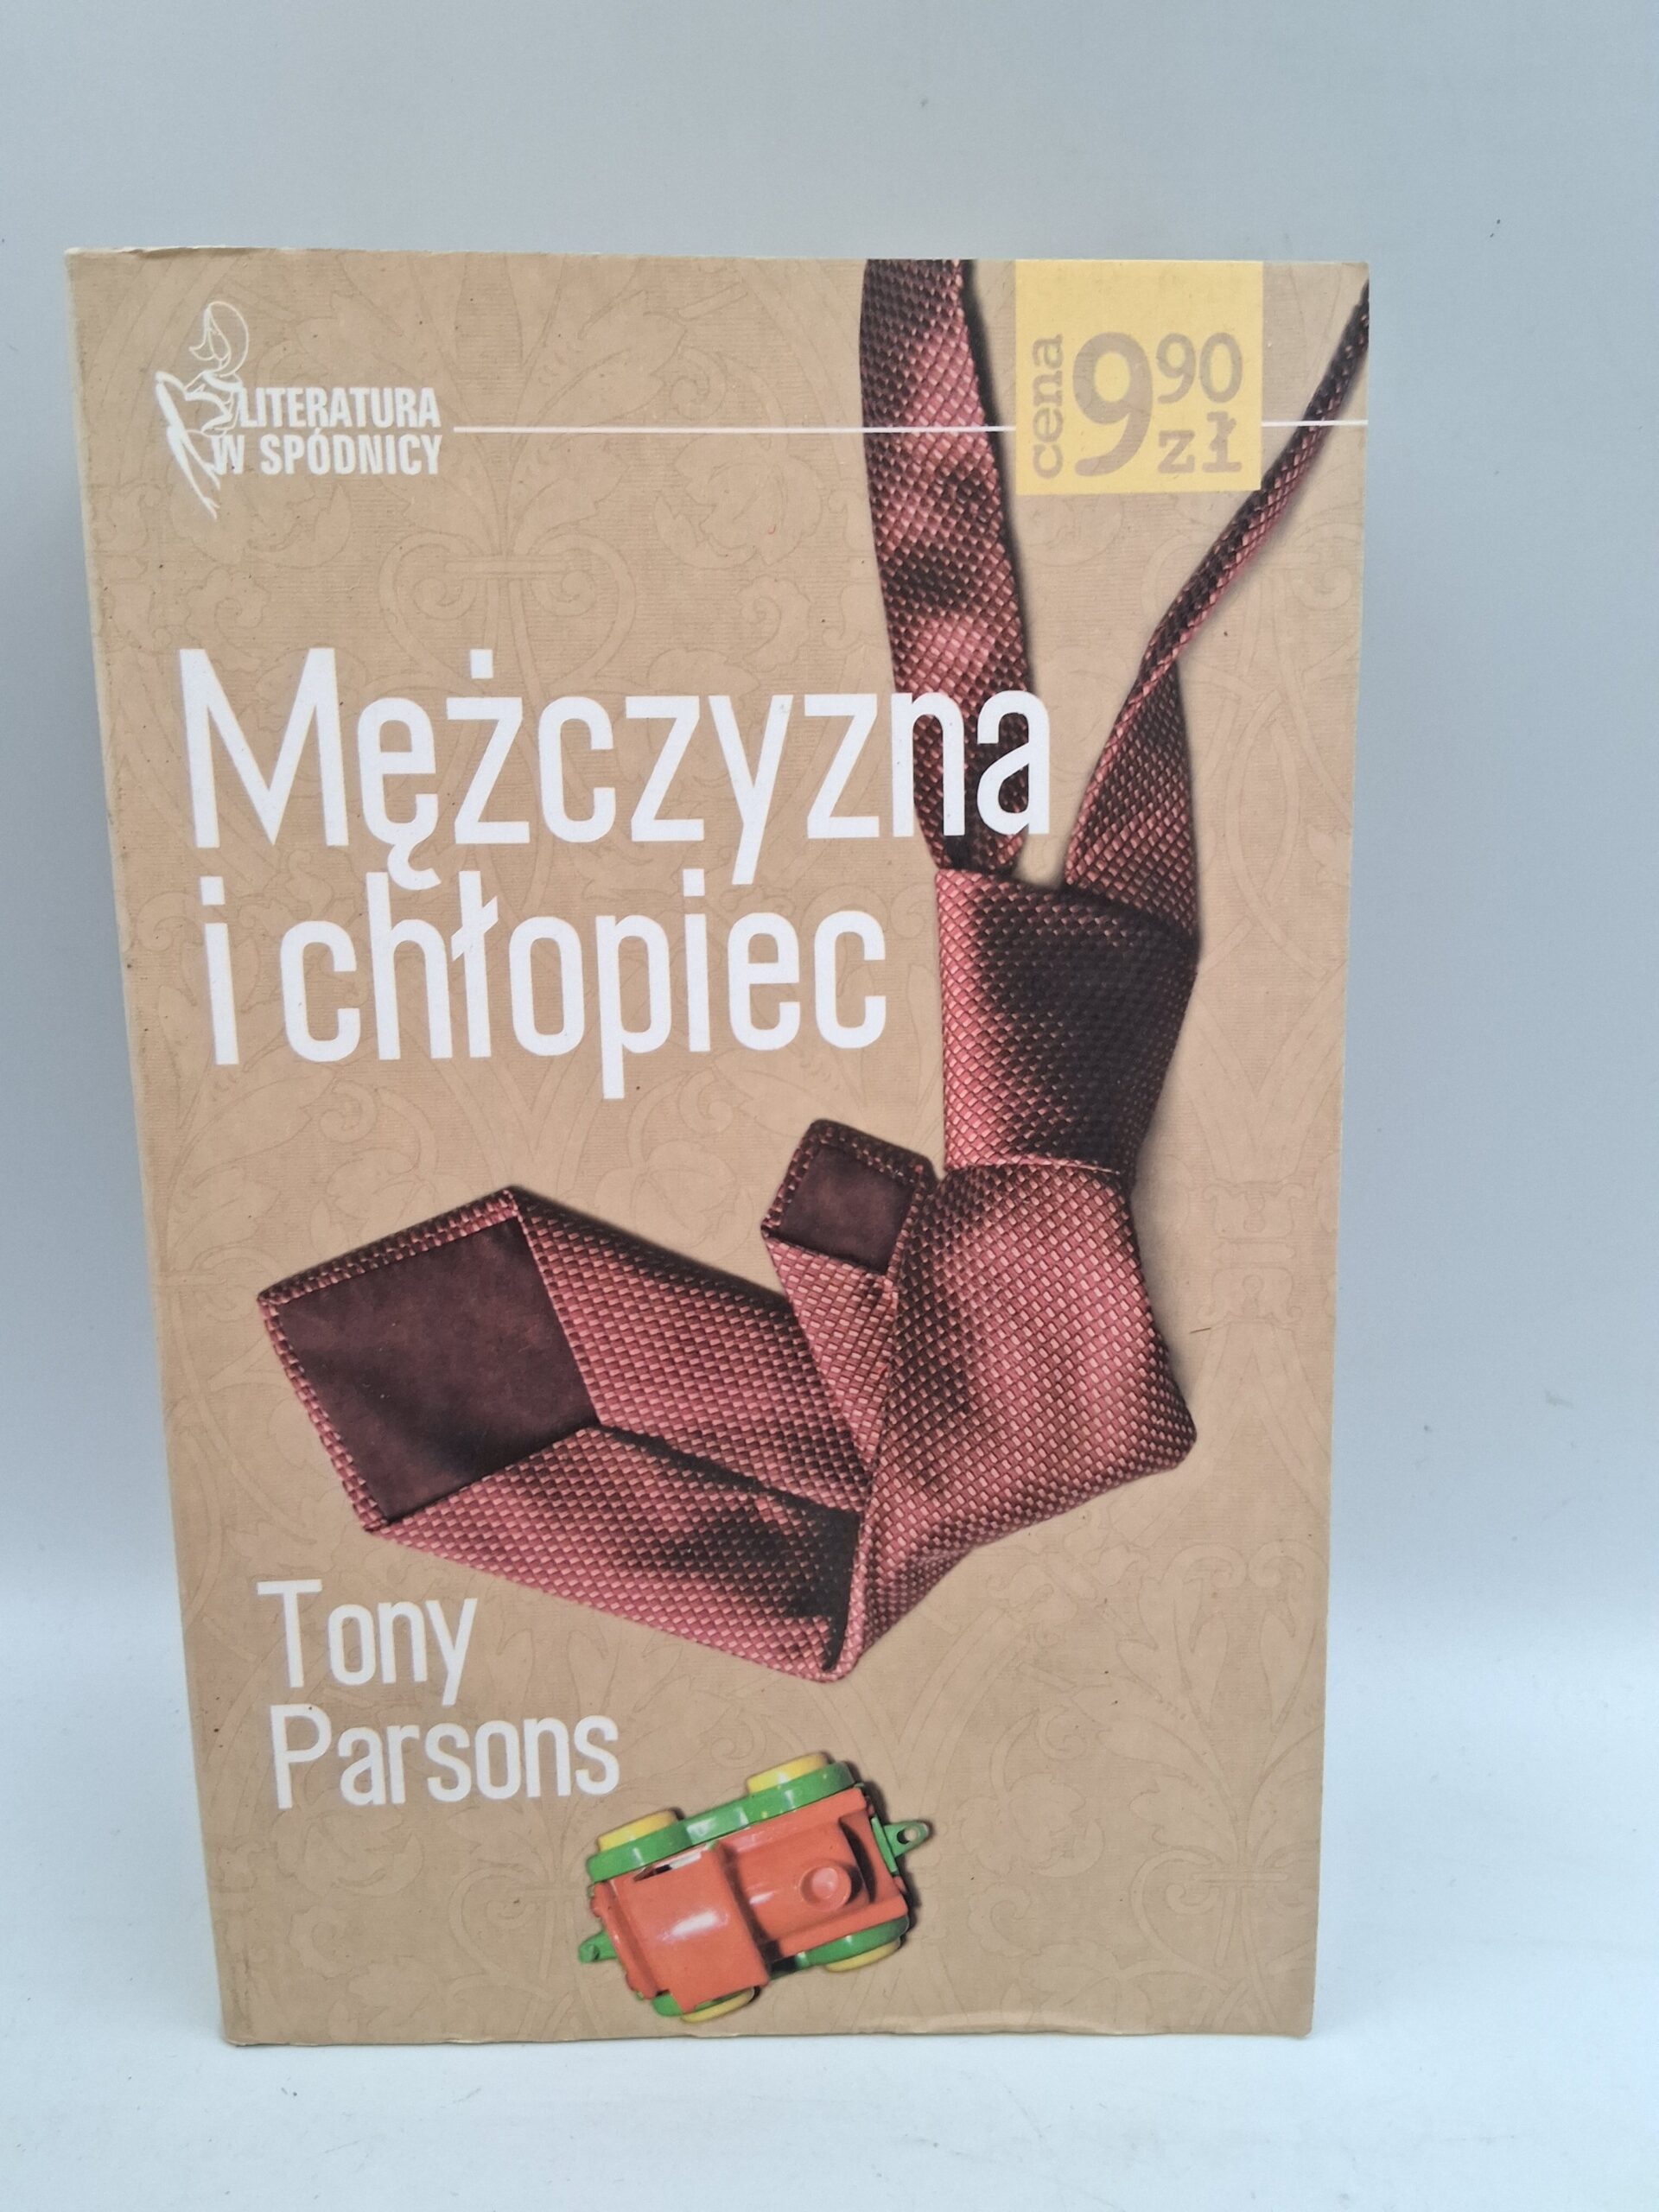 LITERATURA
W SPÓDNICY
cena 9 90 zł
Mężczyzna
i chłopiec
Tony
Parsons